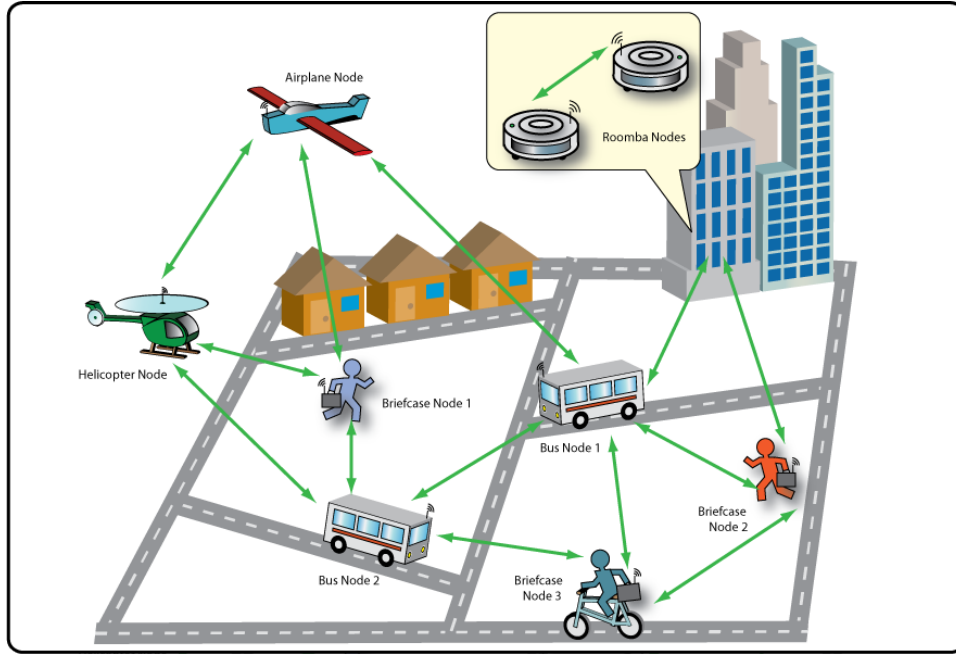 Airplane Node
Roomba Nodes
Helicopter Node
Briefcase Node 1
Bus Node 1
Briefcase
Node 2
Bus Node 2
Briefcase
Node 3